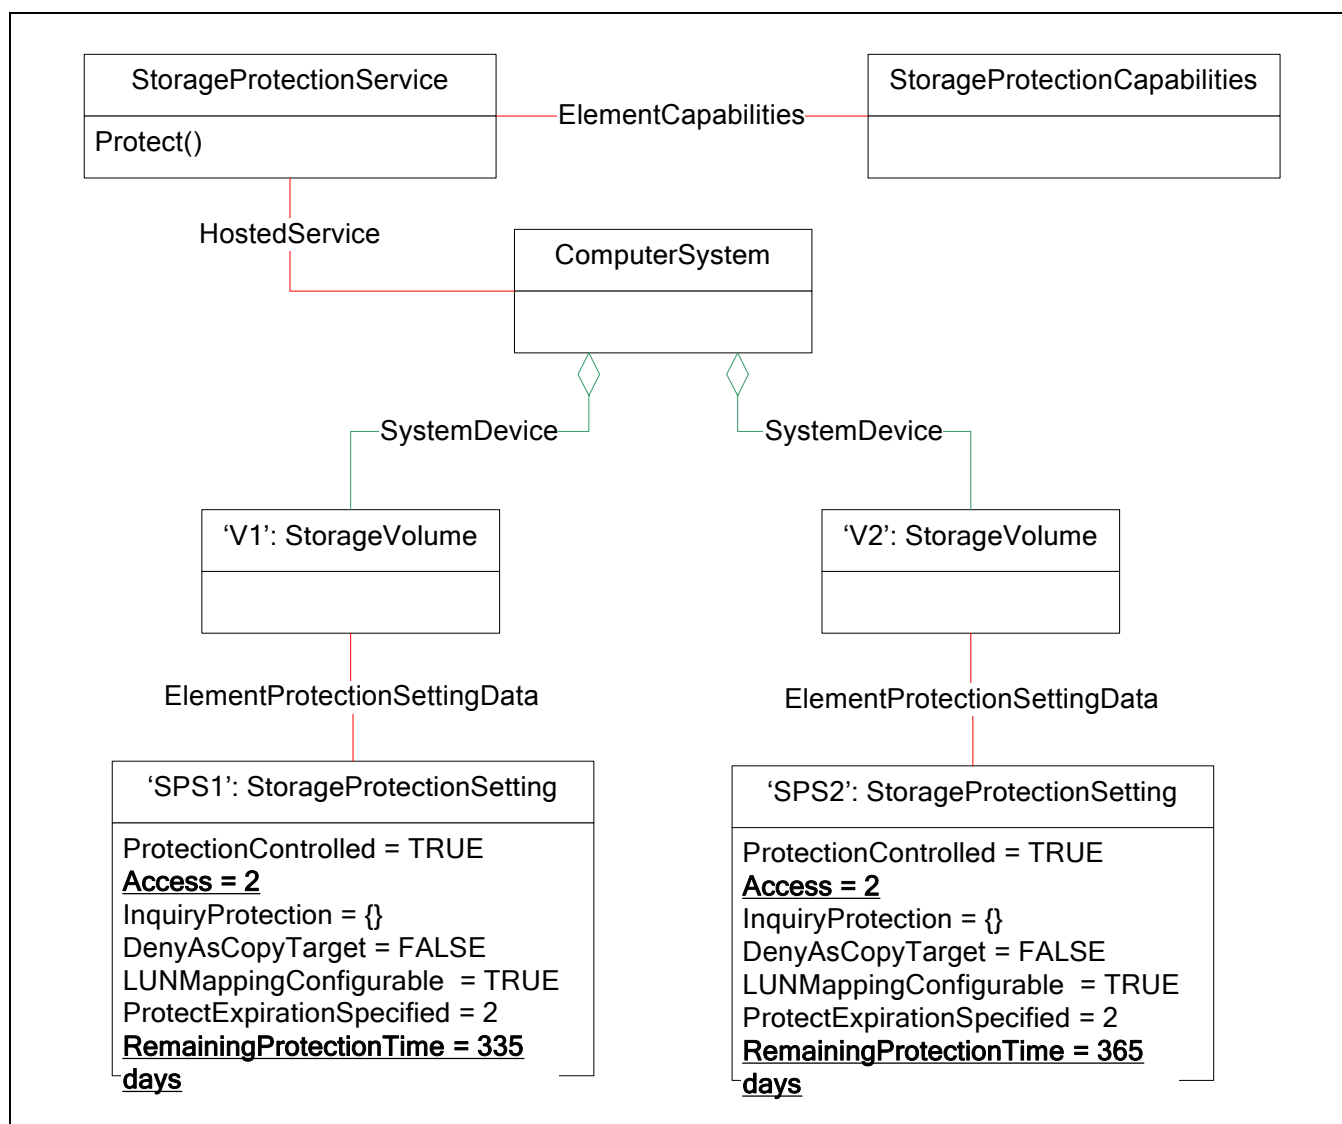 StorageProtectionService
StorageProtectionCapabilities
ElementCapabilities
Protect()
HostedService
ComputerSystem
SystemDevice
SystemDevice
‘V1’: StorageVolume
‘V2’: StorageVolume
ElementProtectionSettingData
ElementProtectionSettingData
‘SPS1’: StorageProtectionSetting
ProtectionControlled = TRUE
Access = 2
InquiryProtection = {}
DenyAsCopyTarget = FALSE
LUNMappingConfigurable  = TRUE
ProtectExpirationSpecified = 2
RemainingProtectionTime = 335
days
‘SPS2’: StorageProtectionSetting
ProtectionControlled = TRUE
Access = 2
InquiryProtection = {}
DenyAsCopyTarget = FALSE
LUNMappingConfigurable  = TRUE
ProtectExpirationSpecified = 2
RemainingProtectionTime = 365
days